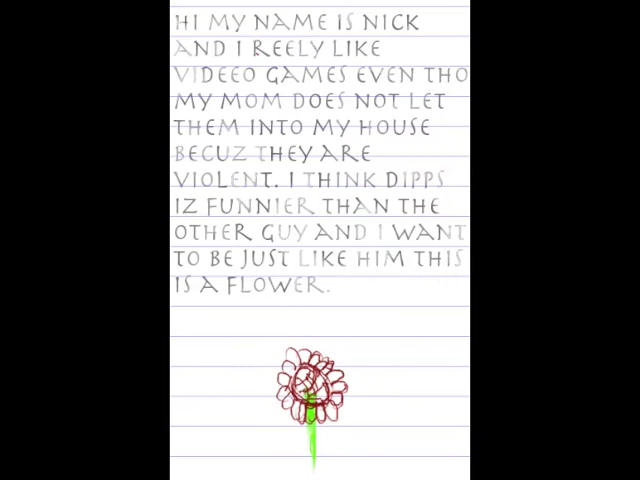 HI MY NAME IS NICK
AND I REELY LIKE
VIDEEO GAMES EVEN THO
MY MOM DOES NOT LET
THEM INTO MY HOUSE
BECUZ THEY ARE
VIOLENT. I THINK DIPPS
IZ FUNNIER THAN THE
OTHER GUY AND I WANT
TO BE JUST LIKE HIM THIS
IS A FLOWER.